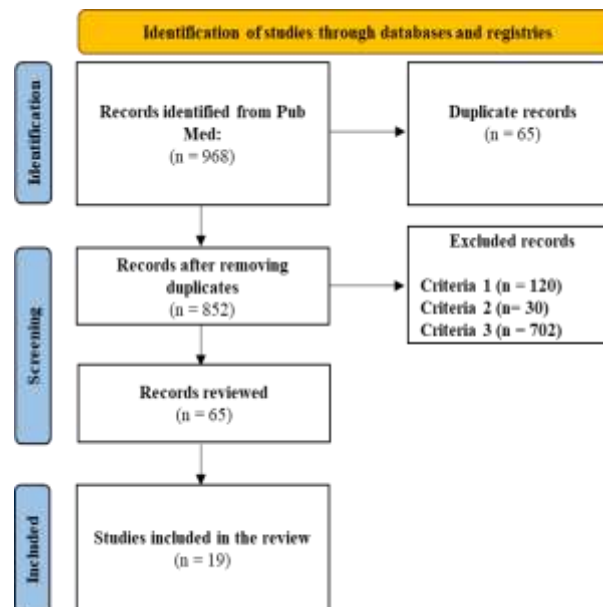 Identification of studies through databases and registries
Identification
Records identified from Pub
Med:
(n = 968)
Duplicate records
(n = 65)
Screening
Records after removing
duplicates
(n = 852)
Excluded records
Criteria 1 (n = 120)
Criteria 2 (n= 30)
Criteria 3 (n = 702)
Records reviewed
(n = 65)
Included
Studies included in the review
(n = 19)